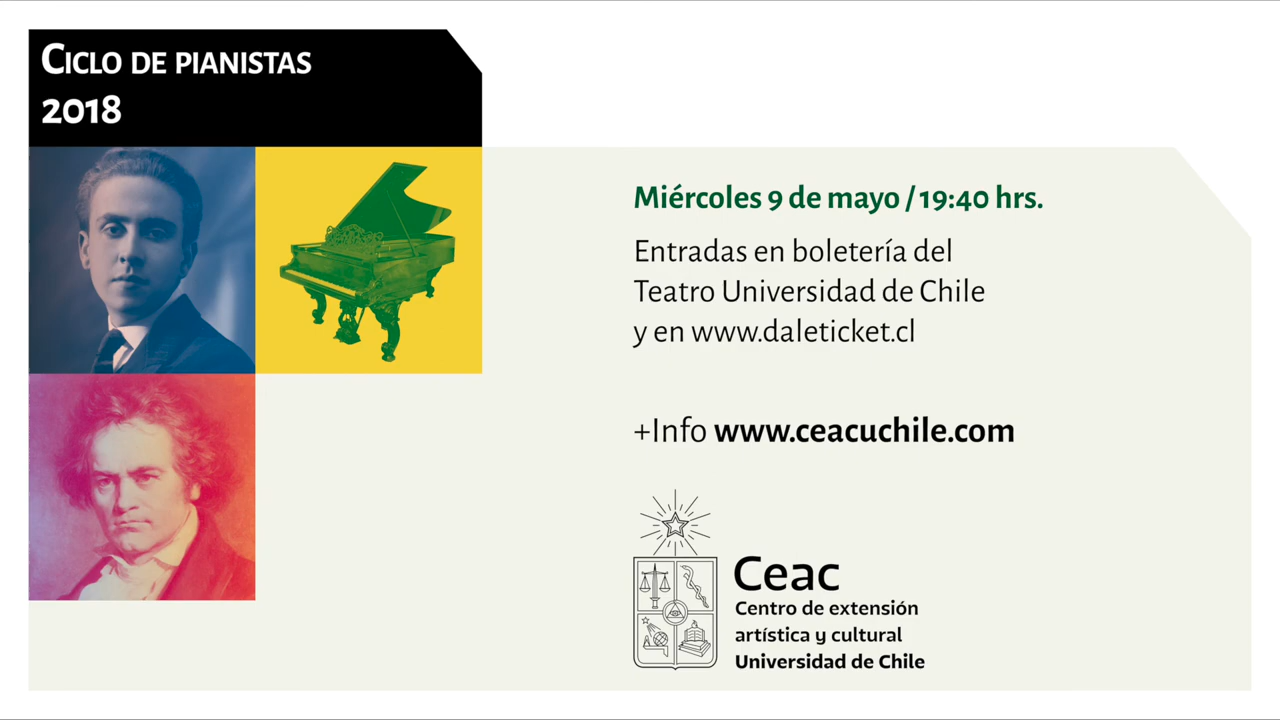 CICLO DE PIANISTAS
2018
Miércoles 9 de mayo / 19:40 hrs.
Entradas en boletería del
Teatro Universidad de Chile
y en www.daleticket.cl
+Info www.ceacuchile.com
Ceac
Centro de extensión
artística y cultural
Universidad de Chile